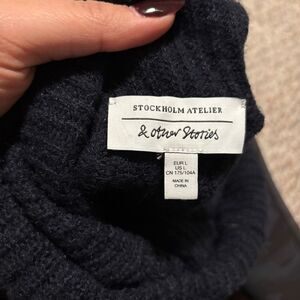 STOCKHOLM ATELIER
& other Stories
EUR L
US L
CN 175/104A
MADE IN
CHINA